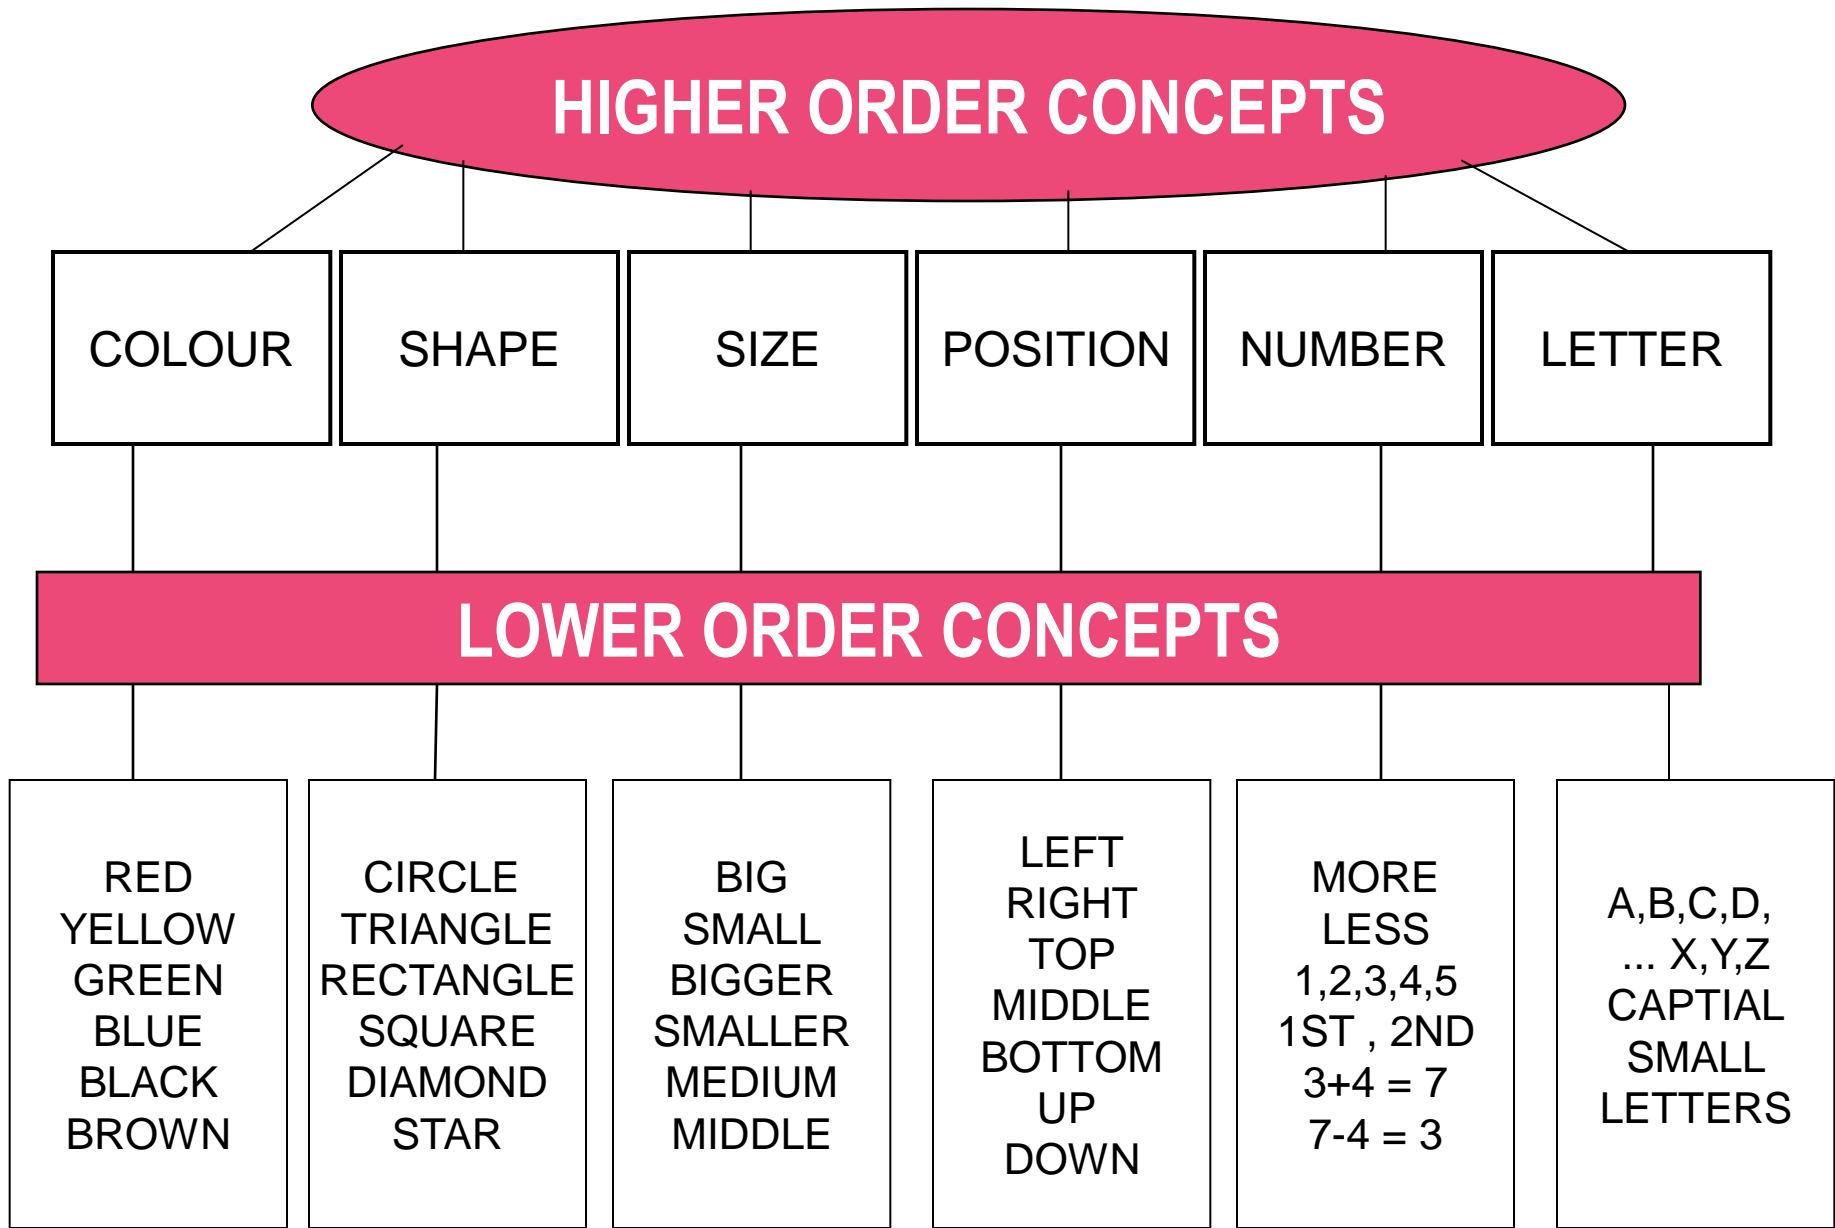 HIGHER ORDER CONCEPTS
COLOUR
SHAPE
SIZE
POSITION
NUMBER
LETTER
LOWER ORDER CONCEPTS
RED
YELLOW
GREEN
BLUE
BLACK
BROWN
CIRCLE
TRIANGLE
RECTANGLE
SQUARE
DIAMOND
STAR
BIG
SMALL
BIGGER
SMALLER
MEDIUM
MIDDLE
LEFT
RIGHT
TOP
MIDDLE
BOTTOM
UP
DOWN
MORE
LESS
1,2,3,4,5
1ST , 2ND
3+4 = 7
7-4 = 3
A,B,C,D,
... X,Y,Z
CAPTIAL
SMALL
LETTERS